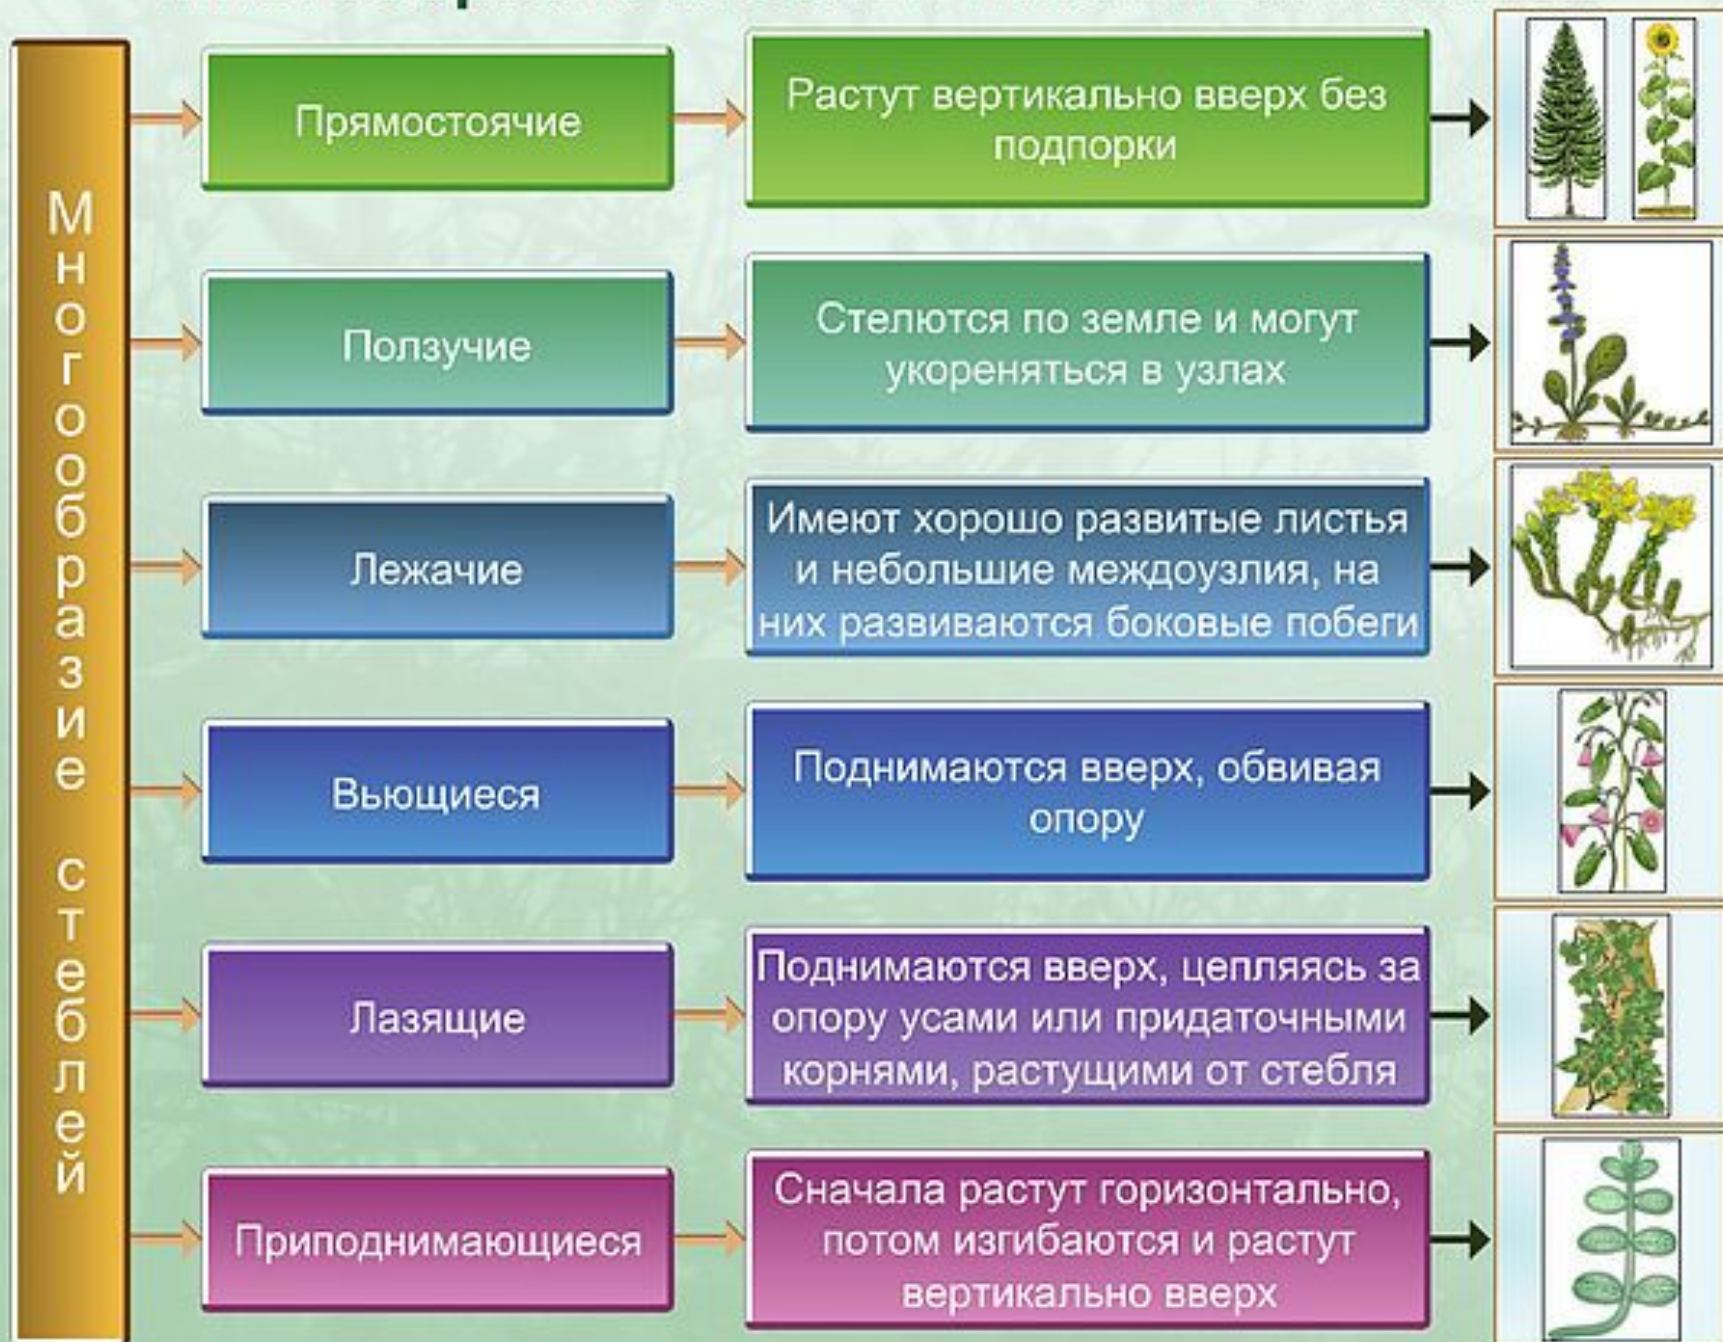 Многообразие стеблей
Прямостоячие
Растут вертикально вверх без
подпорки
Ползучие
Стелются по земле и могут
укореняться в узлах
Лежачие
Имеют хорошо развитые листья
и небольшие междоузлия, на
них развиваются боковые побеги
Вьющиеся
Поднимаются вверх, обвивая
опору
Лазящие
Поднимаются вверх, цепляясь за
опору усами или придаточными
корнями, растущими от стебля
Приподнимающиеся
Сначала растут горизонтально,
потом изгибаются и растут
вертикально вверх